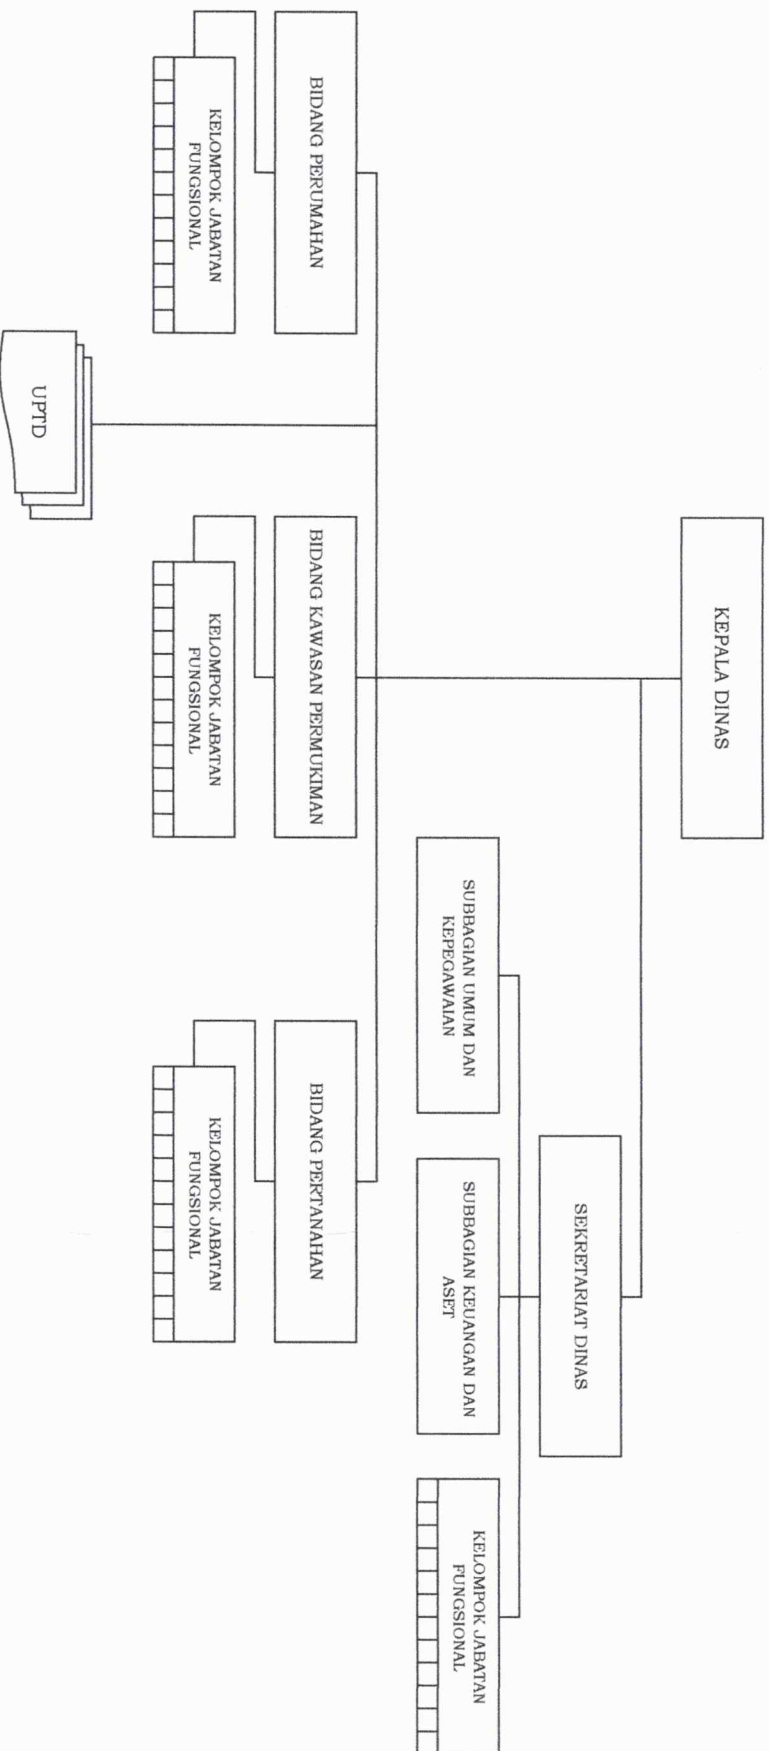 KEPALA DINAS
SEKRETARIAT DINAS
SUBBAGIAN UMUM DAN
KEPEGAWAIAN
SUBBAGIAN KEUANGAN DAN
ASET
KELOMPOK JABATAN
FUNGSIONAL
BIDANG PERUMAHAN
BIDANG KAWASAN PERMUKIMAN
BIDANG PERTANAHAN
KELOMPOK JABATAN
FUNGSIONAL
KELOMPOK JABATAN
FUNGSIONAL
KELOMPOK JABATAN
FUNGSIONAL
UPTD